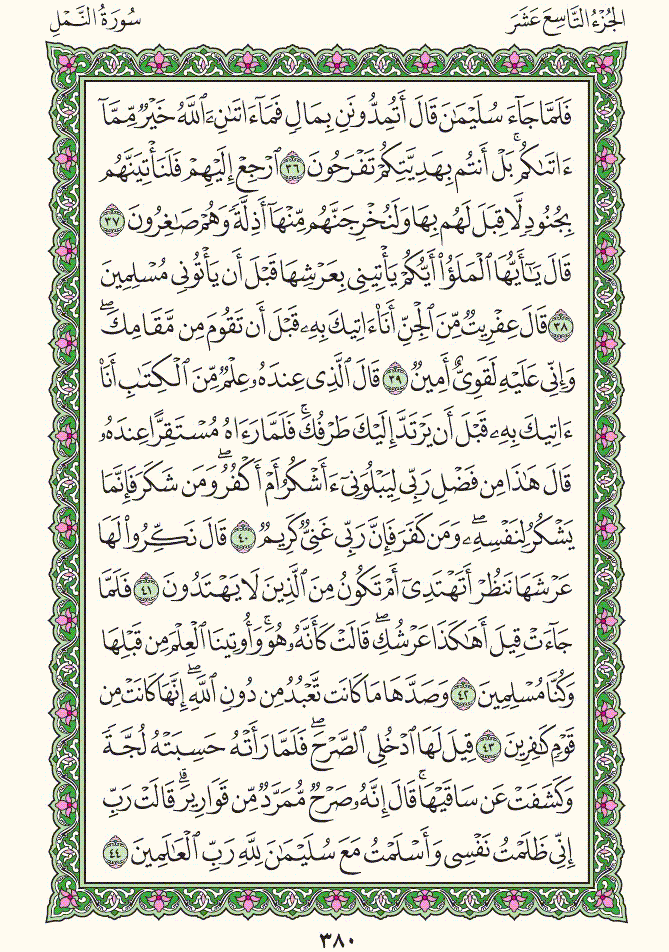 الجُزْءُ التَّاسِعَ عَشَرَ
سُورَةُ النَّمْلِ
فَلَمَّا جَآءَ سُلَيْمَٰنَ قَالَ أَتُمِدُّونَنِ بِمَالٍ فَمَآ ءَاتَىٰنِۦَ ٱللَّهُ خَيْرٌ مِّمَّآ
ءَاتَىٰكُمۚ بَلْ أَنتُم بِهَدِيَّتِكُمْ تَفْرَحُونَ ٣٦ ٱرْجِعْ إِلَيْهِمْ فَلَنَأْتِيَنَّهُم
بِجُنُودٍ لَّا قِبَلَ لَهُم بِهَا وَلَنُخْرِجَنَّهُم مِّنْهَآ أَذِلَّةً وَهُمْ صَٰغِرُونَ ٣٧
قَالَ يَٰٓأَيُّهَا ٱلْمَلَؤُا۟ أَيُّكُمْ يَأْتِينِى بِعَرْشِهَا قَبْلَ أَن يَأْتُونِى مُسْلِمِينَ
٣٨ قَالَ عِفْرِيتٌ مِّنَ ٱلْجِنِّ أَنَا۠ ءَاتِيكَ بِهِۦ قَبْلَ أَن تَقُومَ مِن مَّقَامِكَۖ
وَإِنِّى عَلَيْهِ لَقَوِىٌّ أَمِينٌ ٣٩ قَالَ ٱلَّذِى عِندَهُۥ عِلْمٌ مِّنَ ٱلْكِتَٰبِ أَنَا۠
ءَاتِيكَ بِهِۦ قَبْلَ أَن يَرْتَدَّ إِلَيْكَ طَرْفُكَۚ فَلَمَّا رَءَاهُ مُسْتَقِرًّا عِندَهُۥ
قَالَ هَٰذَا مِن فَضْلِ رَبِّى لِيَبْلُوَنِىٓ ءَأَشْكُرُ أَمْ أَكْفُرُۖ وَمَن شَكَرَ فَإِنَّمَا
يَشْكُرُ لِنَفْسِهِۦۖ وَمَن كَفَرَ فَإِنَّ رَبِّى غَنِىٌّ كَرِيمٌ ٤٠ قَالَ نَكِّرُوا۟ لَهَا
عَرْشَهَا نَنظُرْ أَتَهْتَدِىٓ أَمْ تَكُونُ مِنَ ٱلَّذِينَ لَا يَهْتَدُونَ ٤١ فَلَمَّا
جَآءَتْ قِيلَ أَهَٰكَذَا عَرْشُكِۖ قَالَتْ كَأَنَّهُۥ هُوَۚ وَأُوتِينَا ٱلْعِلْمَ مِن قَبْلِهَا
وَكُنَّا مُسْلِمِينَ ٤٢ وَصَدَّهَا مَا كَانَت تَّعْبُدُ مِن دُونِ ٱللَّهِۖ إِنَّهَا كَانَتْ مِن
قَوْمٍ كَٰفِرِينَ ٤٣ قِيلَ لَهَا ٱدْخُلِى ٱلصَّرْحَۖ فَلَمَّا رَأَتْهُ حَسِبَتْهُ لُجَّةً
وَكَشَفَتْ عَن سَاقَيْهَاۚ قَالَ إِنَّهُۥ صَرْحٌ مُّمَرَّدٌ مِّن قَوَارِيرَۗ قَالَتْ رَبِّ
إِنِّى ظَلَمْتُ نَفْسِى وَأَسْلَمْتُ مَعَ سُلَيْمَٰنَ لِلَّهِ رَبِّ ٱلْعَٰلَمِينَ ٤٤
٣٨٠